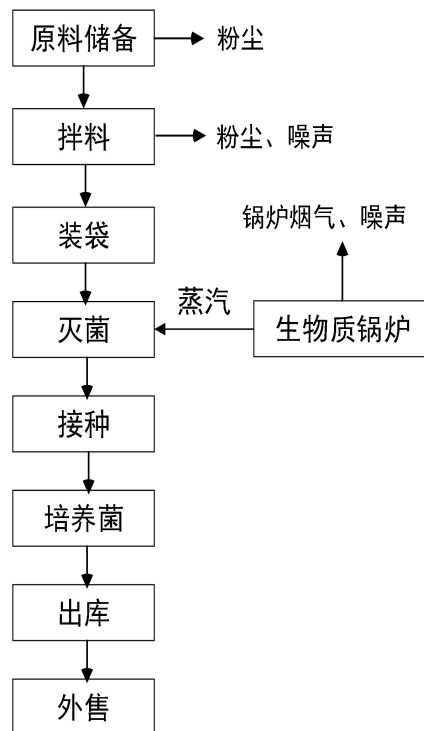 原料储备
粉尘
拌料
粉尘、噪声
装袋
锅炉烟气、噪声
灭菌
蒸汽
生物质锅炉
接种
培养菌
出库
外售